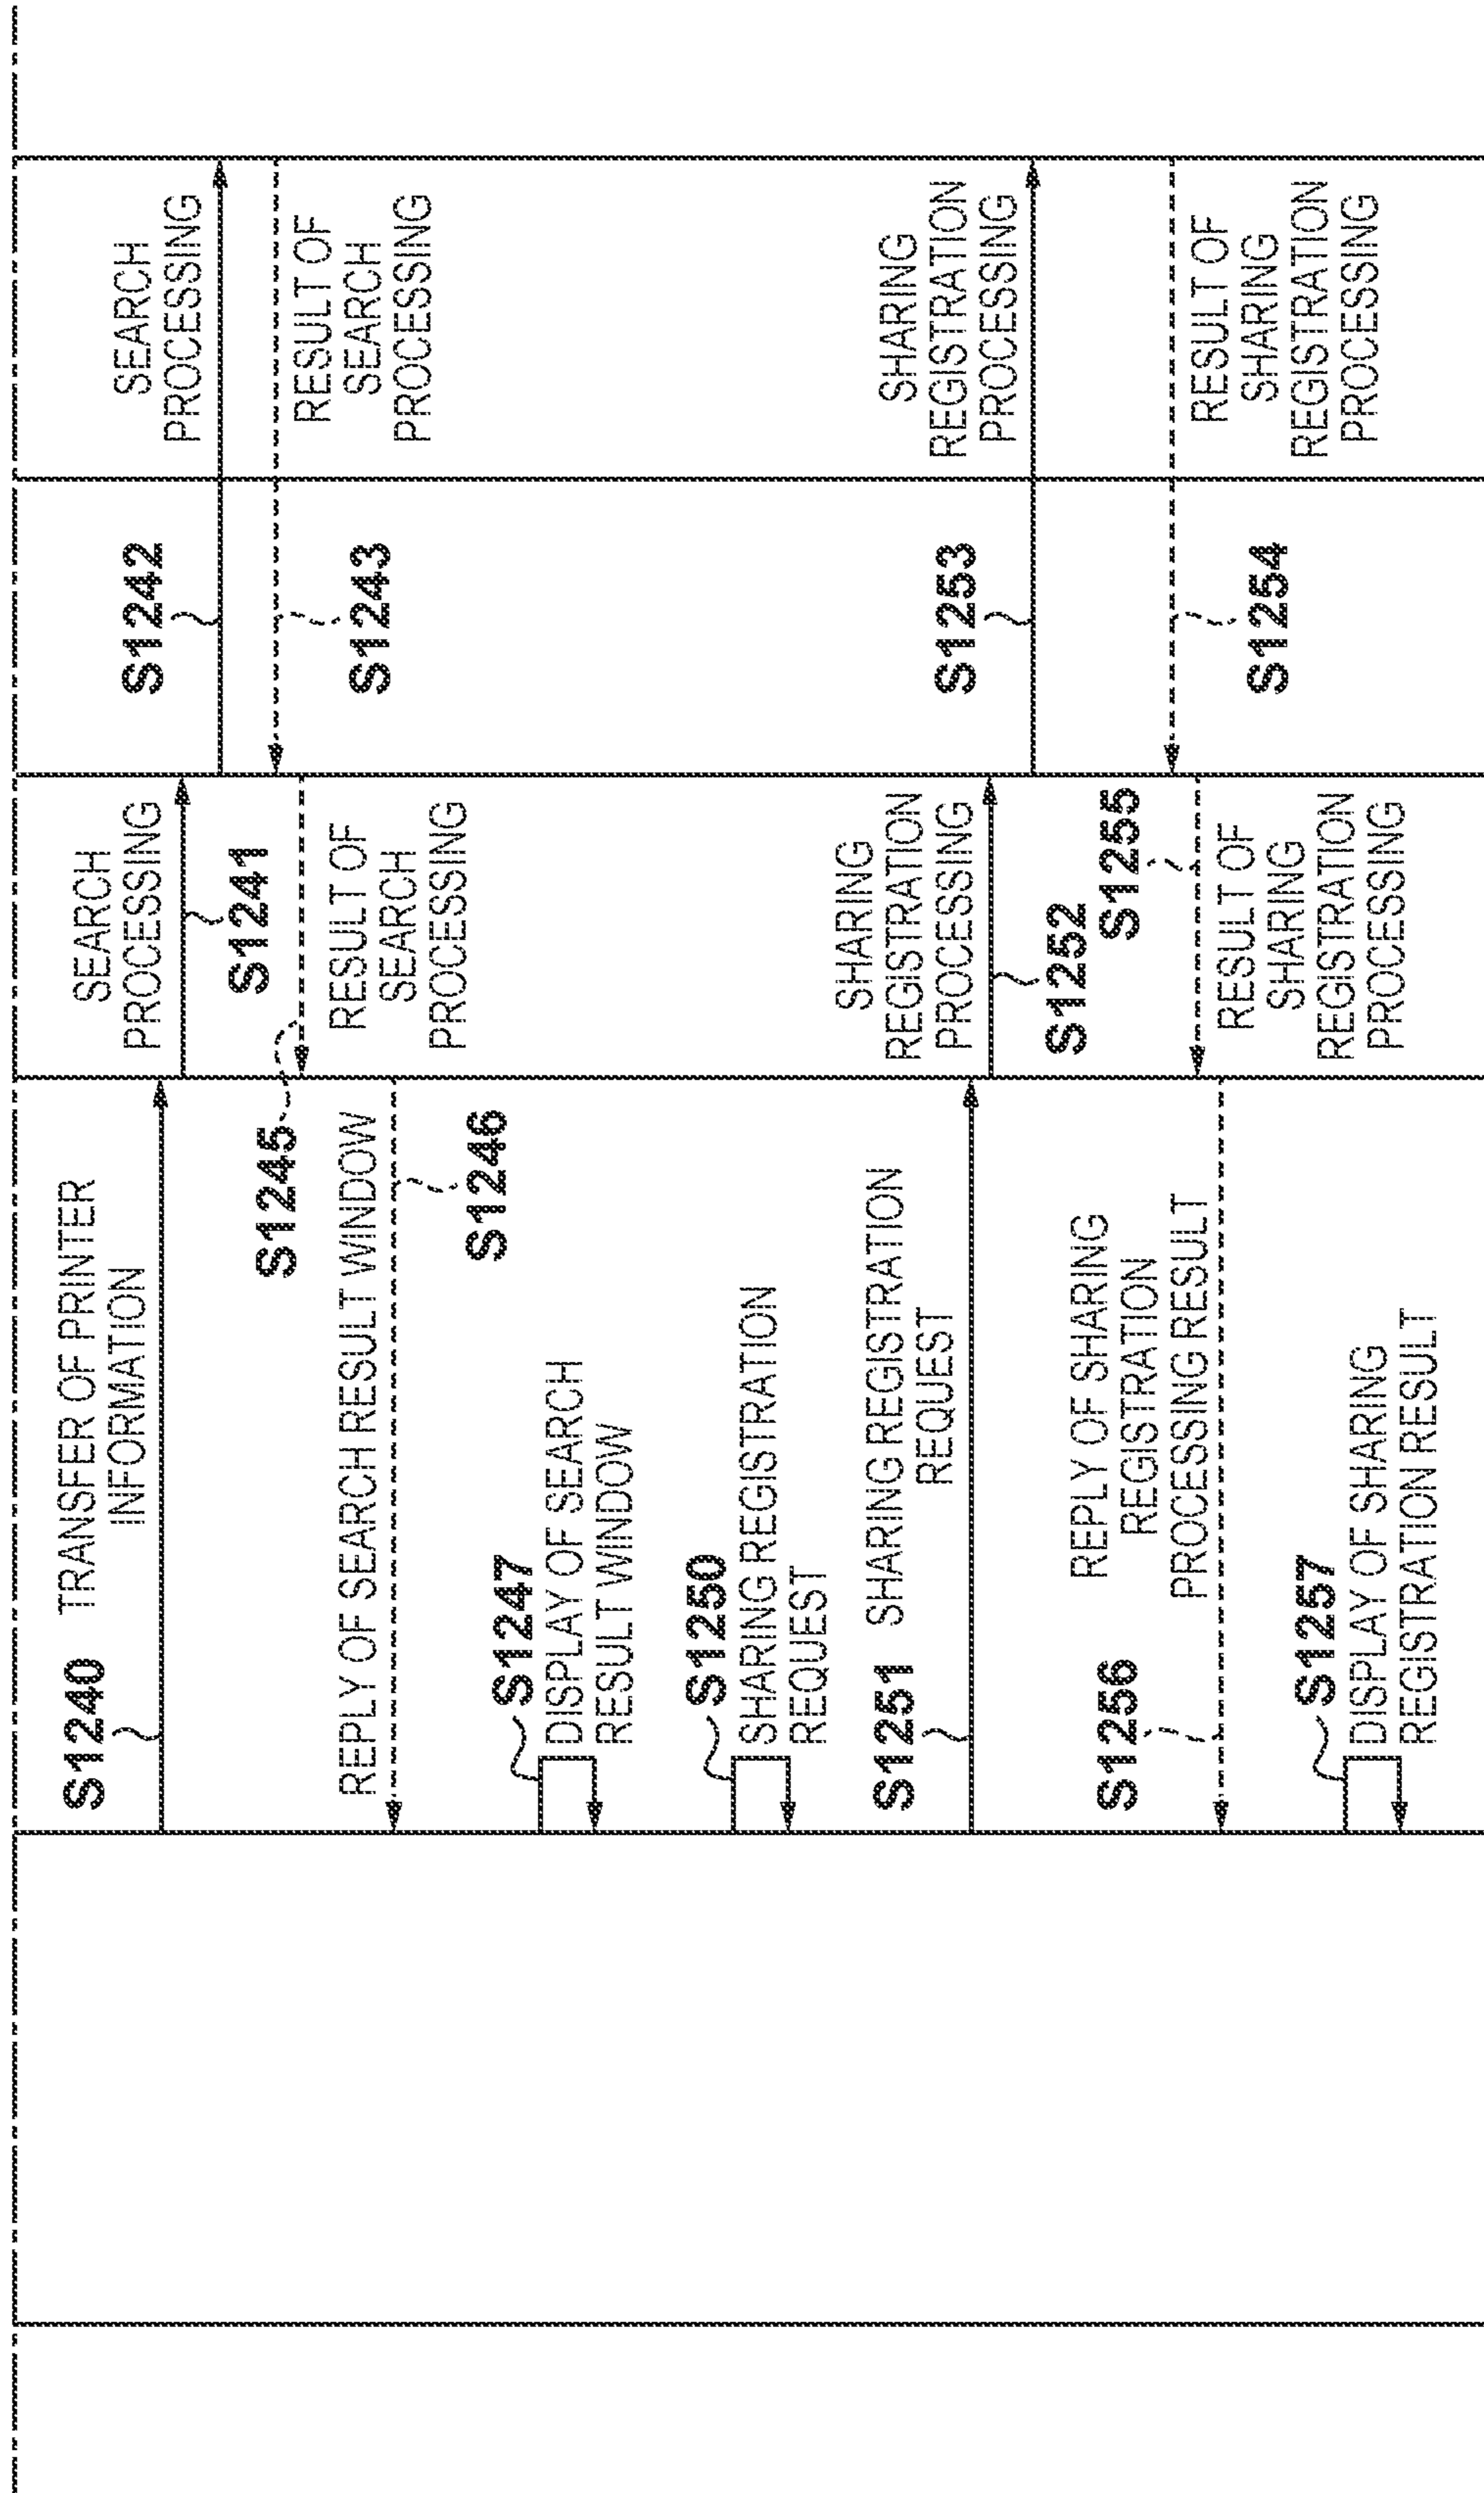 S1240
TRANSFER OF PRINTER
INFORMATION
SEARCH
PROCESSING
S1241
S1242
SEARCH
PROCESSING
S1243
RESULT OF
SEARCH
PROCESSING
S1245
RESULT OF
SEARCH
PROCESSING
REPLY OF SEARCH RESULT WINDOW
S1246
S1247
DISPLAY OF SEARCH
RESULT WINDOW
S1250
SHARING REGISTRATION
REQUEST
S1251
SHARING REGISTRATION
REQUEST
SHARING
REGISTRATION
PROCESSING
S1252
S1253
SHARING
REGISTRATION
PROCESSING
S1254
RESULT OF
SHARING
REGISTRATION
PROCESSING
S1255
RESULT OF
SHARING
REGISTRATION
PROCESSING
S1256
REPLY OF SHARING
REGISTRATION
PROCESSING RESULT
S1257
DISPLAY OF SHARING
REGISTRATION RESULT